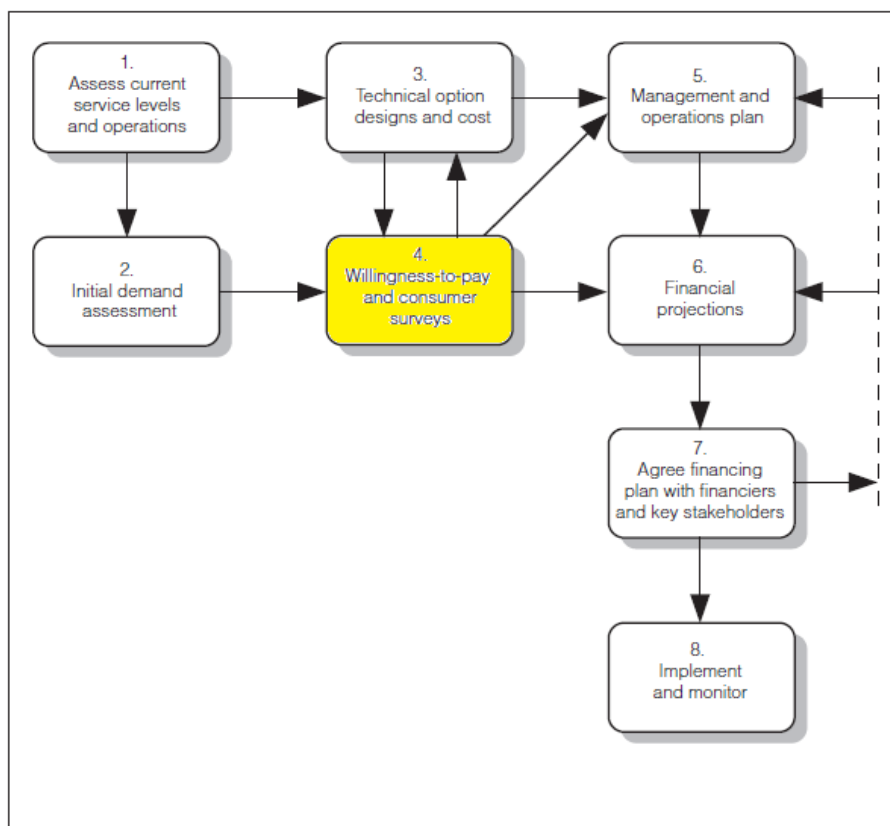 1.
Assess current
service levels
and operations
3.
Technical option
designs and cost
5.
Management and
operations plan
2.
Initial demand
assessment
4.
Willingness-to-pay
and consumer
surveys
6.
Financial
projections
7.
Agree financing
plan with financiers
and key stakeholders
8.
Implement
and monitor